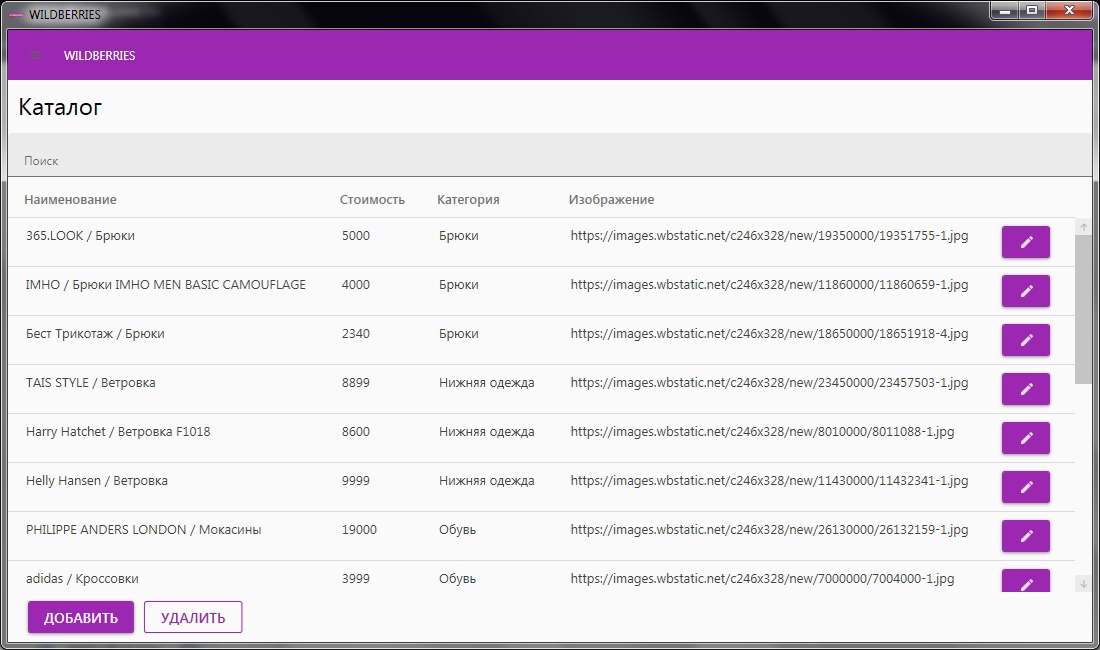 WILDBERRIES
WILDBERRIES
Каталог
Поиск
Наименование Стоимость Категория Изображение
365.LOOK / Брюки 5000 Брюки https://images.wbstatic.net/c246x328/new/19350000/19351755-1.jpg
IMHO / Брюки IMHO MEN BASIC CAMOUFLAGE 4000 Брюки https://images.wbstatic.net/c246x328/new/11860000/11860659-1.jpg
Бест Трикотаж / Брюки 2340 Брюки https://images.wbstatic.net/c246x328/new/18650000/18651918-4.jpg
TAIS STYLE / Ветровка 8899 Нижняя одежда https://images.wbstatic.net/c246x328/new/23450000/23457503-1.jpg
Harry Hatchet / Ветровка F1018 8600 Нижняя одежда https://images.wbstatic.net/c246x328/new/8010000/8011088-1.jpg
Helly Hansen / Ветровка 9999 Нижняя одежда https://images.wbstatic.net/c246x328/new/11430000/11432341-1.jpg
PHILIPPE ANDERS LONDON / Мокасины 19000 Обувь https://images.wbstatic.net/c246x328/new/26130000/26132159-1.jpg
adidas / Кроссовки 3999 Обувь https://images.wbstatic.net/c246x328/new/7000000/7004000-1.jpg
ДОБАВИТЬ УДАЛИТЬ